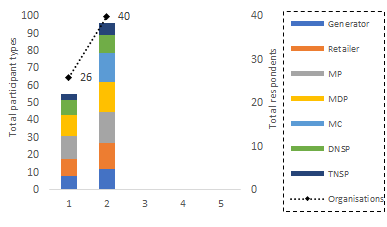 100
90
80
70
60
50
40
30
20
10
0
Total participant types
26
40
1 2 3 4 5
40
30
20
10
0
Total respondents
Generator
Retailer
MP
MDP
MC
DNSP
TNSP
Organisations